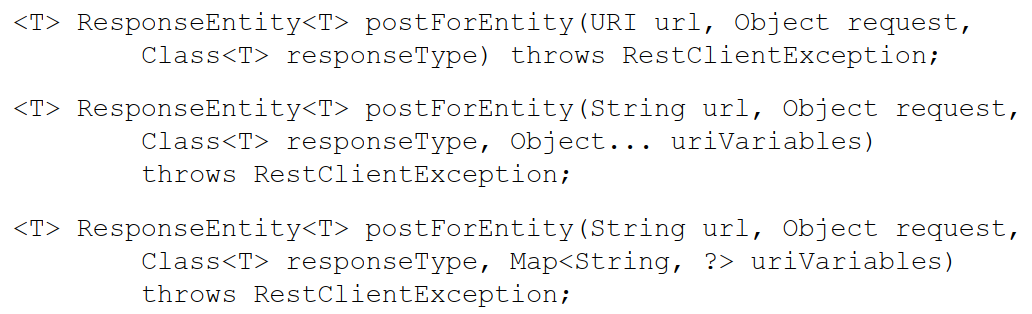 <T> ResponseEntity<T> postForEntity(URI url, Object request,
        Class<T> responseType) throws RestClientException;
<T> ResponseEntity<T> postForEntity(String url, Object request,
        Class<T> responseType, Object... uriVariables)
        throws RestClientException;
<T> ResponseEntity<T> postForEntity(String url, Object request,
        Class<T> responseType, Map<String, ?> uriVariables)
        throws RestClientException;